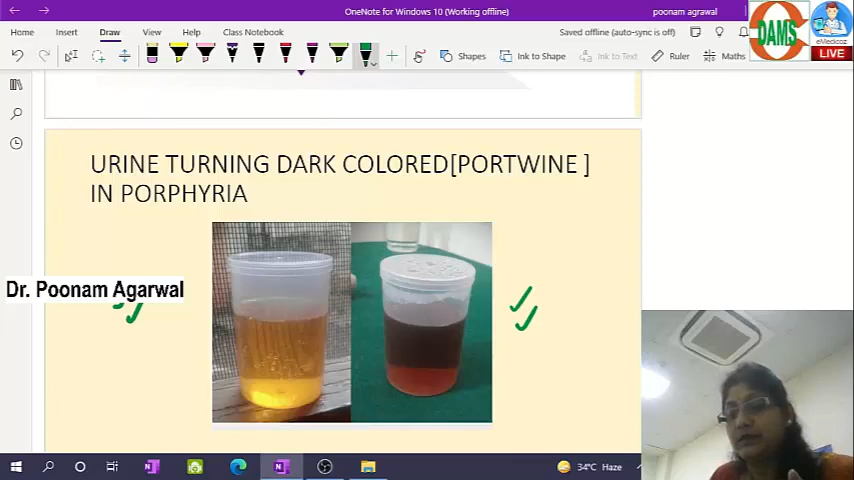 OneNote for Windows 10 (Working offline)
poonam agrawal
Home
Insert
Draw
View
Help
Class Notebook
Saved offline (auto-sync is off)
Shapes
Ink to Shape
Ink to Text
Ruler
Maths
DAMS
eMedicoz
LIVE
URINE TURNING DARK COLORED[PORTWINE ]
IN PORPHYRIA
Dr. Poonam Agarwal
34°C Haze